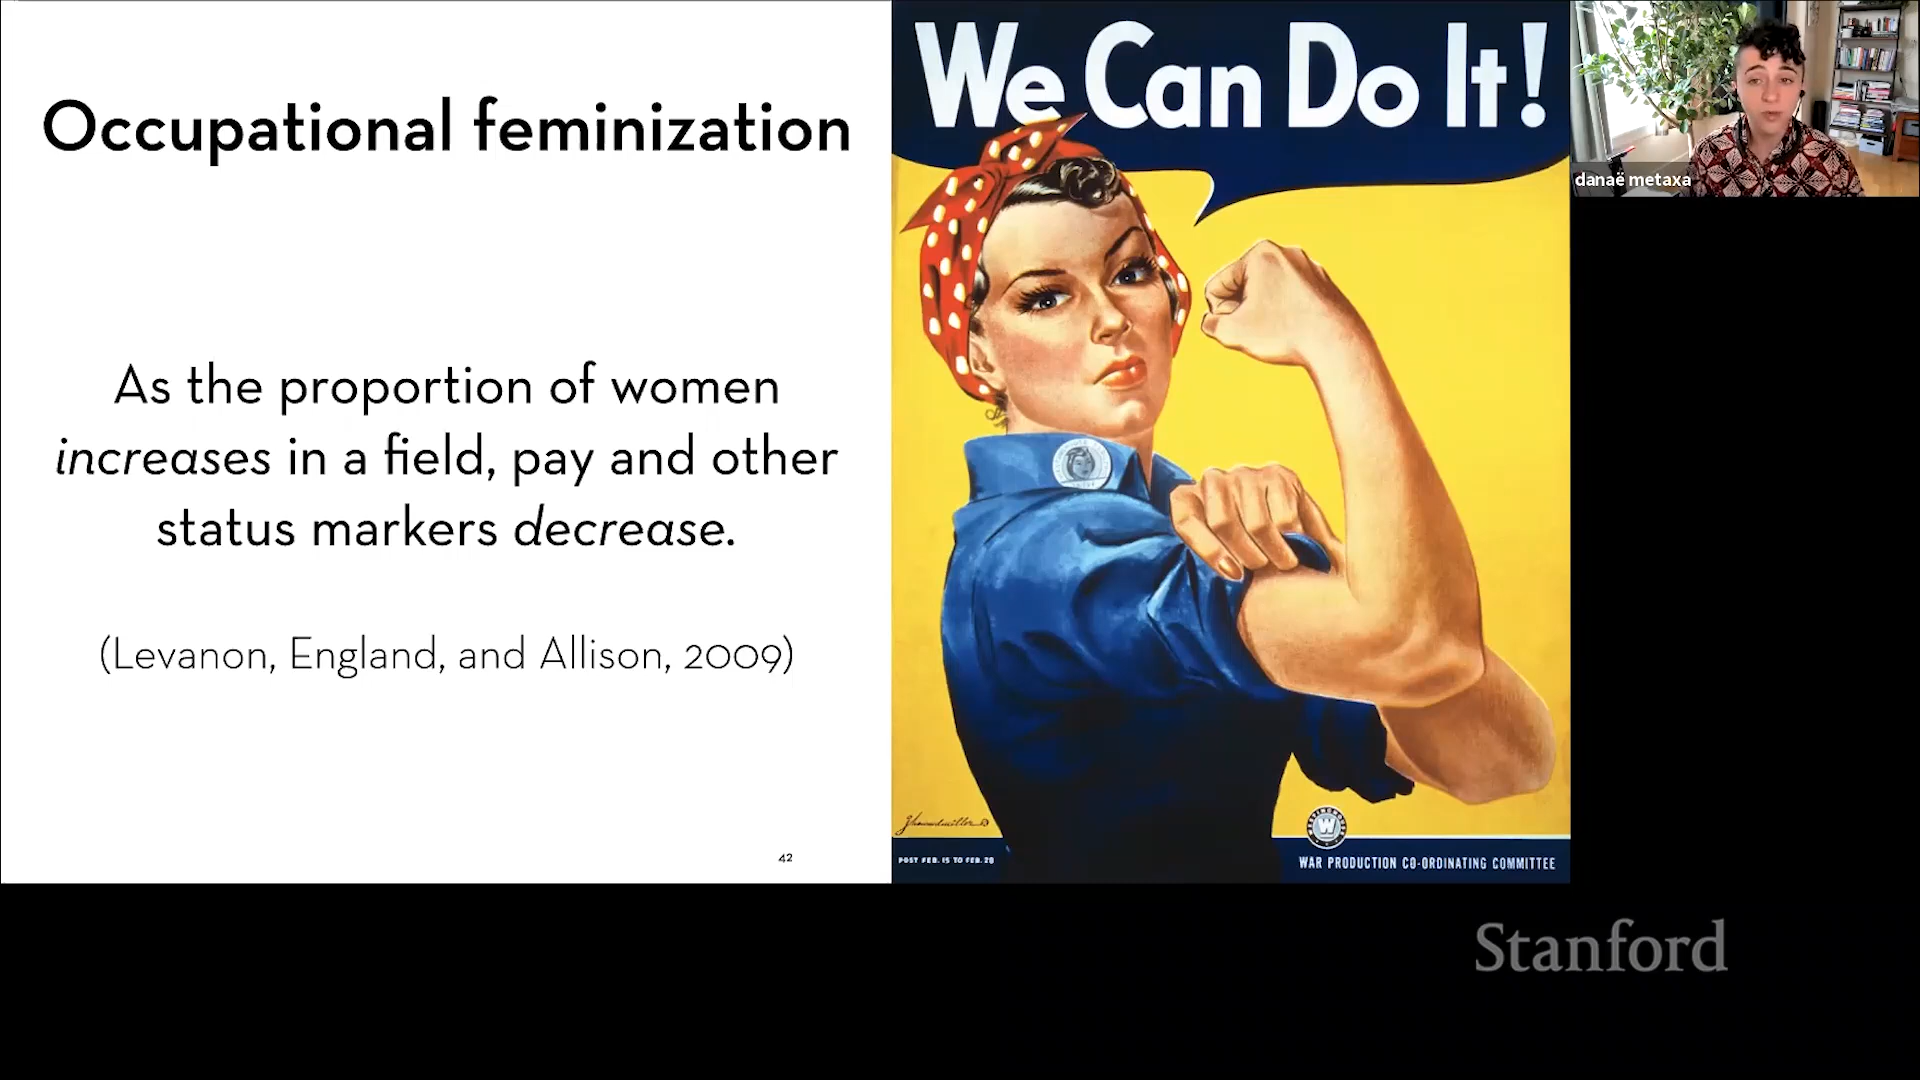 Occupational feminization
As the proportion of women
increases in a field, pay and other
status markers decrease.
(Levanon, England, and Allison, 2009)
42
We Can Do It!
POST FEB. 15 TO FEB. 28
WESTINGHOUSE
W
WAR PRODUCTION CO-ORDINATING COMMITTEE
danaë metaxa
Stanford